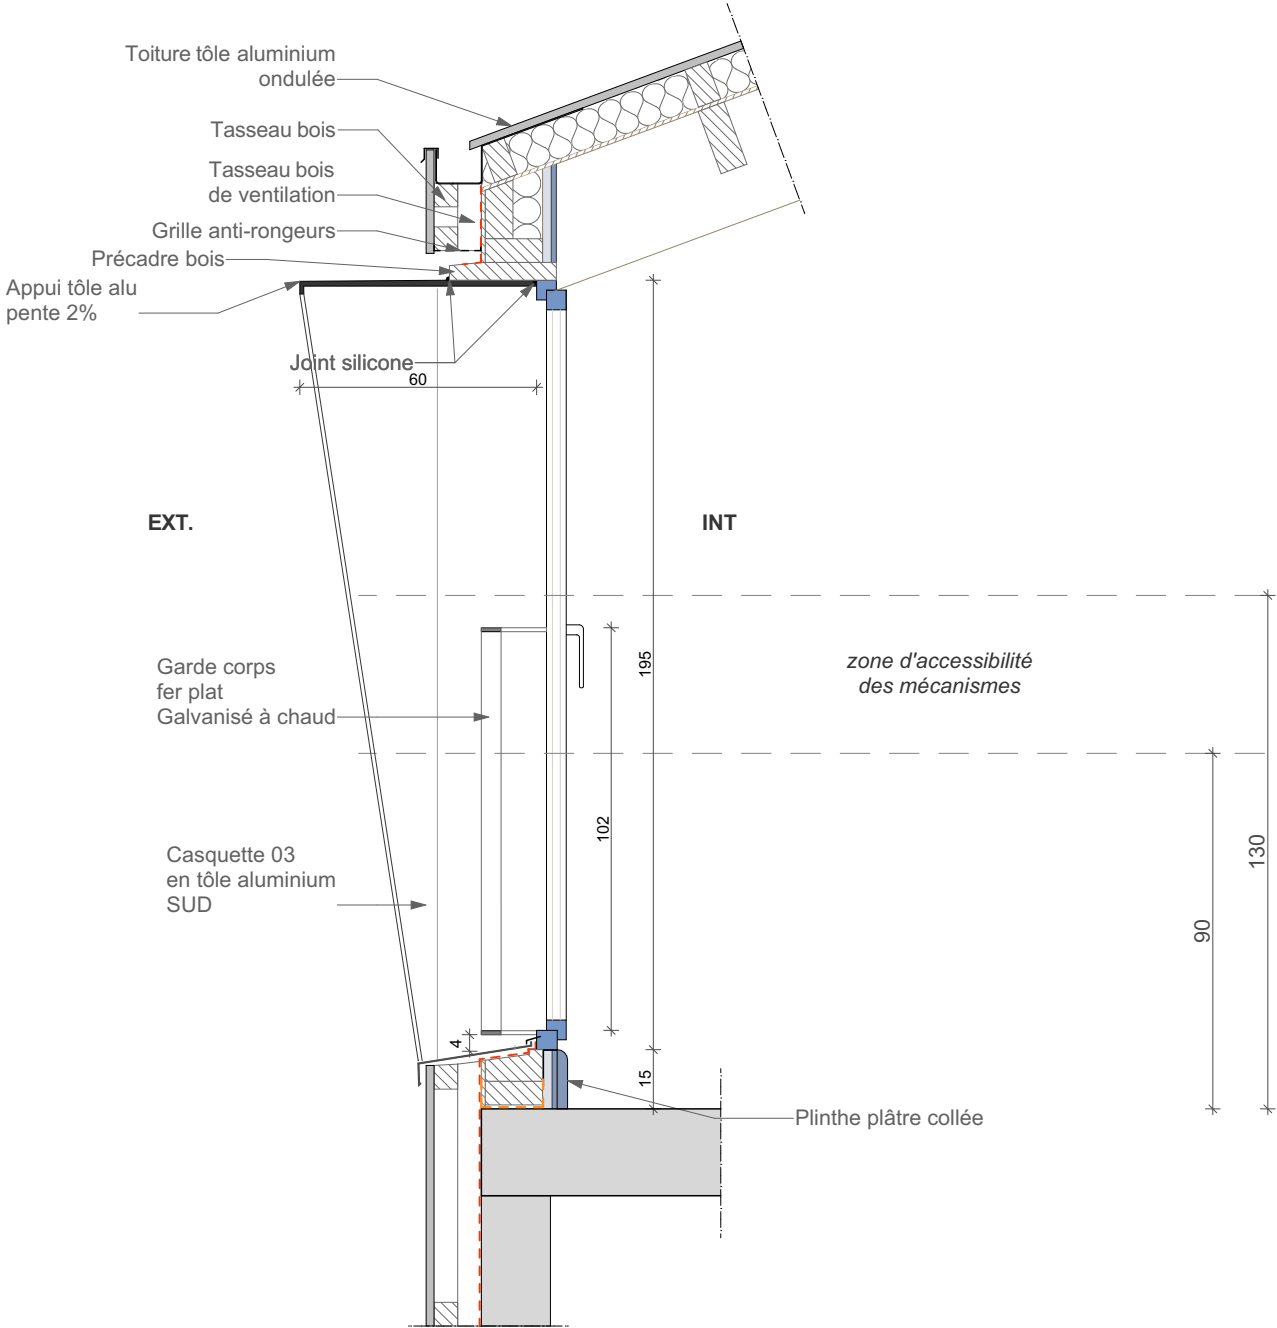 Toiture tôle aluminium
ondulée
Tasseau bois
Tasseau bois
de ventilation
Grille anti-rongeurs
Précadre bois
Appui tôle alu
pente 2%
Joint silicone
60
EXT.
INT
195
zone d'accessibilité
des mécanismes
Garde corps
fer plat
Galvanisé à chaud
102
130
Casquette 03
en tôle aluminium
SUD
90
4
15
Plinthe plâtre collée